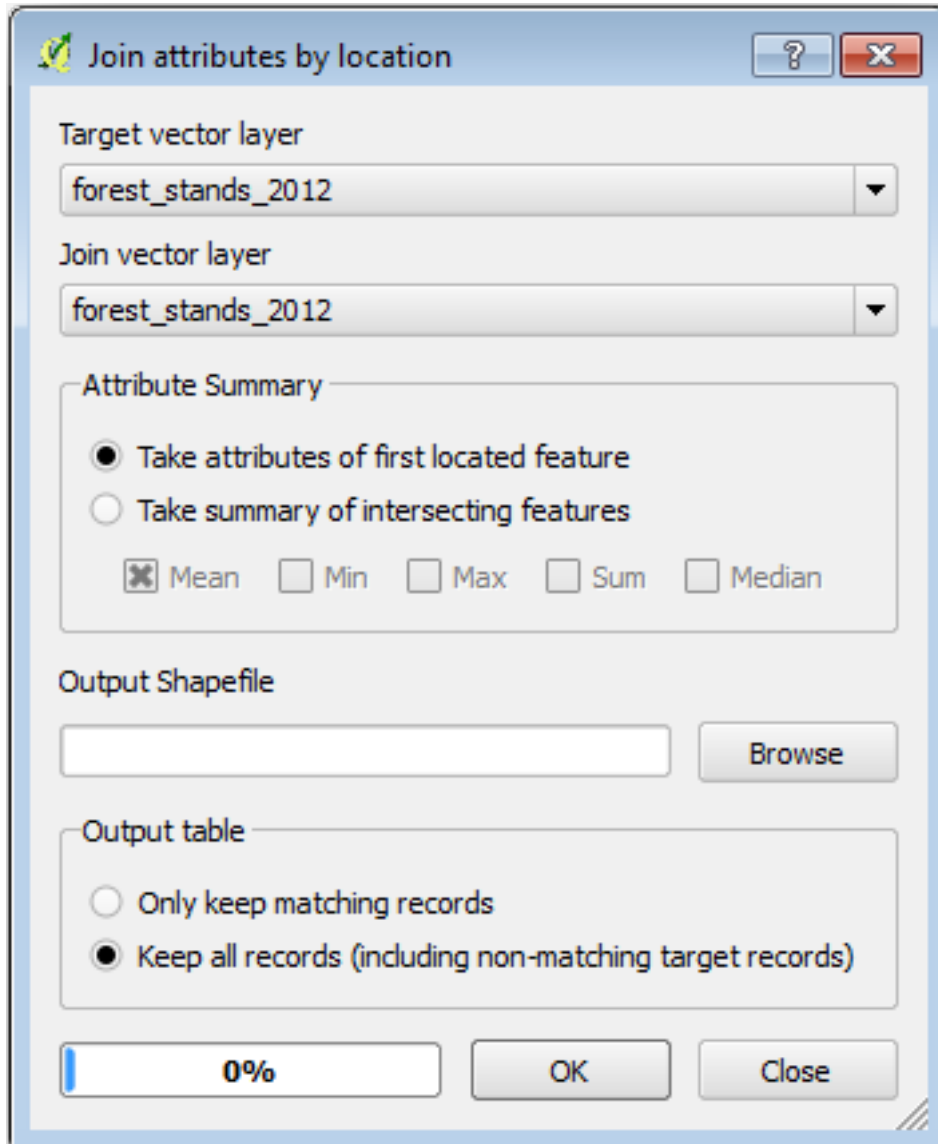 Join attributes by location
Target vector layer
forest_stands_2012
Join vector layer
forest_stands_2012
Attribute Summary
Take attributes of first located feature
Take summary of intersecting features
Mean Min Max Sum Median
Output Shapefile
Browse
Output table
Only keep matching records
Keep all records (including non-matching target records)
0% OK Close